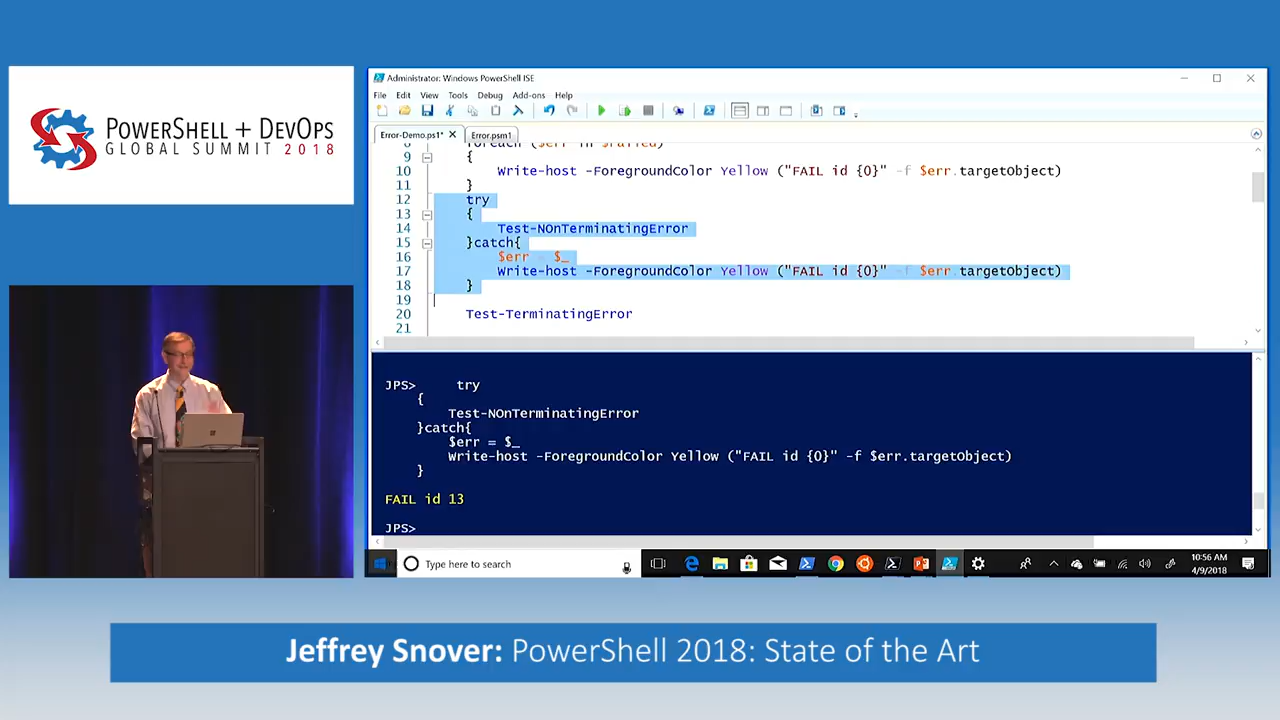 POWERSHELL + DEVOPS
GLOBAL SUMMIT 2018
Administrator: Windows PowerShell ISE
File Edit View Tools Debug Add-ons Help
Error-Demo.ps1* Error.psm1
8 foreach ($err in $failed)
9 {
10 Write-host -ForegroundColor Yellow ("FAIL id {0}" -f $err.targetObject)
11 }
12 try
13 {
14 Test-NOnTerminatingError
15 }catch{
16 $err = $_
17 Write-host -ForegroundColor Yellow ("FAIL id {0}" -f $err.targetObject)
18 }
19
20 Test-TerminatingError
21
JPS> try
{
Test-NOnTerminatingError
}catch{
$err = $_
Write-host -ForegroundColor Yellow ("FAIL id {0}" -f $err.targetObject)
}
FAIL id 13
JPS>
Type here to search
10:56 AM
4/9/2018
Jeffrey Snover: PowerShell 2018: State of the Art